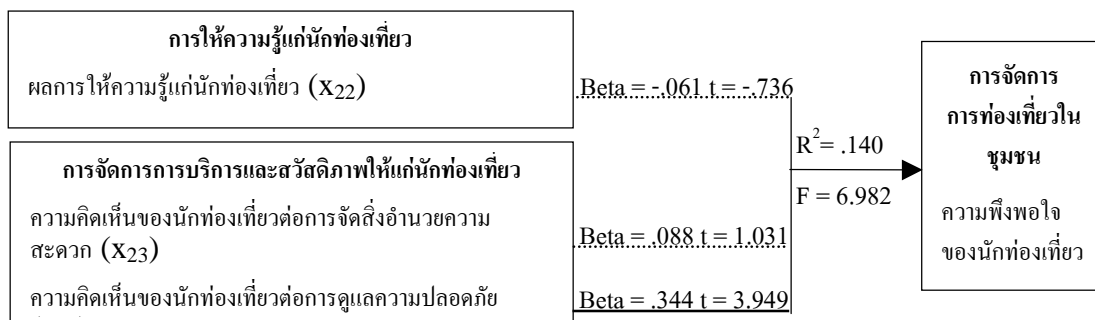 การให้ความรู้แก่นักท่องเที่ยว
ผลการให้ความรู้แก่นักท่องเที่ยว (X22)
Beta = -.061 t = -.736
การจัดการการบริการและสวัสดิภาพให้แก่นักท่องเที่ยว
ความคิดเห็นของนักท่องเที่ยวต่อการจัดสิ่งอำนวยความ
สะดวก (X23)
Beta = .088 t = 1.031
ความคิดเห็นของนักท่องเที่ยวต่อการดูแลความปลอดภัย
Beta = .344 t = 3.949
R2= .140
F = 6.982
การจัดการ
การท่องเที่ยวใน
ชุมชน
ความพึงพอใจ
ของนักท่องเที่ยว